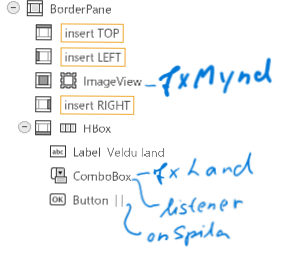 BorderPane
insert TOP
insert LEFT
ImageView - fxMynd
insert RIGHT
HBox
Label Veldu land
ComboBox - fxLand
listener
Button ||
onSpila